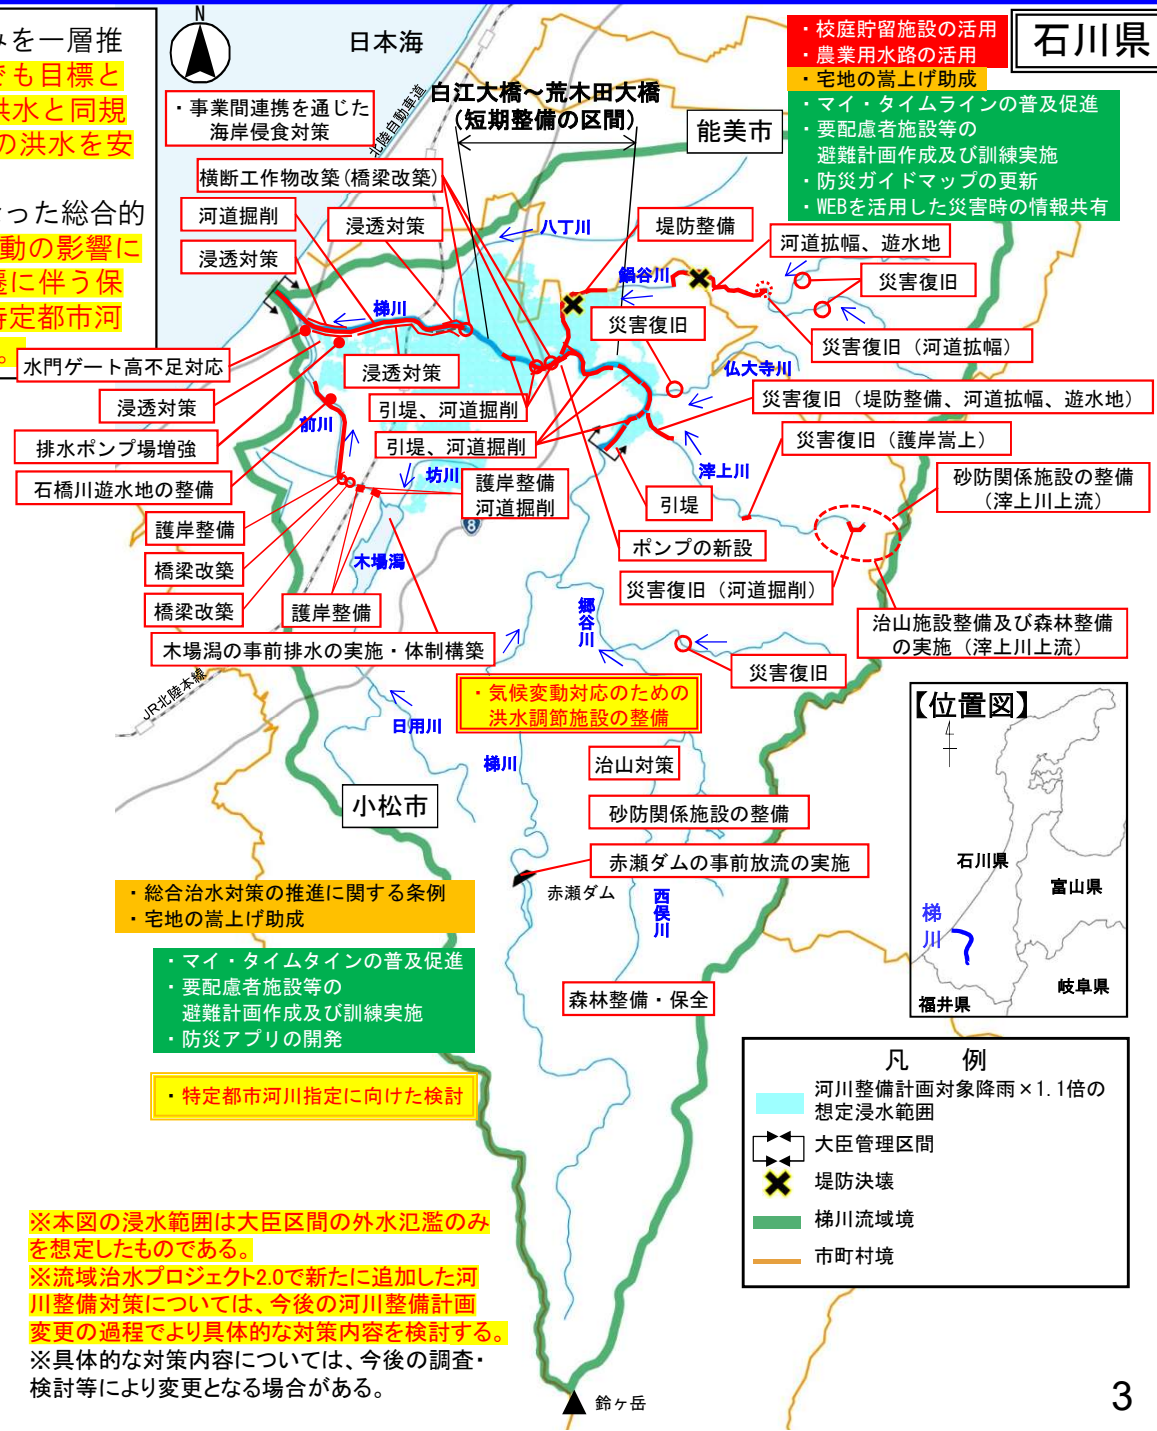 みを一層推
でも目標と
洪水と同規
の洪水を安
なった総合的
動の影響に
遷に伴う保
特定都市河
。
N
日本海
石川県
・校庭貯留施設の活用
・農業用水路の活用
・宅地の嵩上げ助成
・マイ・タイムラインの普及促進
・要配慮者施設等の
避難計画作成及び訓練実施
・防災ガイドマップの更新
・WEBを活用した災害時の情報共有
・事業間連携を通じた
海岸侵食対策
北陸自動車道
白江大橋～荒木田大橋
（短期整備の区間）
能美市
横断工作物改築（橋梁改築）
河道掘削
浸透対策
堤防整備
八丁川
河道拡幅、遊水地
浸透対策
鍋谷川
災害復旧
梯川
災害復旧
災害復旧（河道拡幅）
水門ゲート高不足対応
浸透対策
仏大寺川
浸透対策
引堤、河道掘削
災害復旧（堤防整備、河道拡幅、遊水地）
前川
排水ポンプ場増強
引堤、河道掘削
災害復旧（護岸嵩上）
坊川
滓上川
石橋川遊水地の整備
護岸整備
河道掘削
引堤
砂防関係施設の整備
（滓上川上流）
護岸整備
8
ポンプの新設
橋梁改築
木場潟
災害復旧（河道掘削）
橋梁改築
護岸整備
郷谷川
治山施設整備及び森林整備
の実施（滓上川上流）
木場潟の事前排水の実施・体制構築
災害復旧
JR北陸本線
・気候変動対応のための
洪水調節施設の整備
日用川
梯川
治山対策
小松市
砂防関係施設の整備
赤瀬ダムの事前放流の実施
赤瀬ダム
西俣川
・総合治水対策の推進に関する条例
・宅地の嵩上げ助成
・マイ・タイムタインの普及促進
・要配慮者施設等の
避難計画作成及び訓練実施
・防災アプリの開発
森林整備・保全
・特定都市河川指定に向けた検討
【位置図】
石川県
富山県
梯川
岐阜県
福井県
凡　例
河川整備計画対象降雨×1.1倍の
想定浸水範囲
大臣管理区間
堤防決壊
梯川流域境
市町村境
※本図の浸水範囲は大臣区間の外水氾濫のみ
を想定したものである。
※流域治水プロジェクト2.0で新たに追加した河
川整備対策については、今後の河川整備計画
変更の過程でより具体的な対策内容を検討する。
※具体的な対策内容については、今後の調査・
検討等により変更となる場合がある。
鈴ヶ岳
3